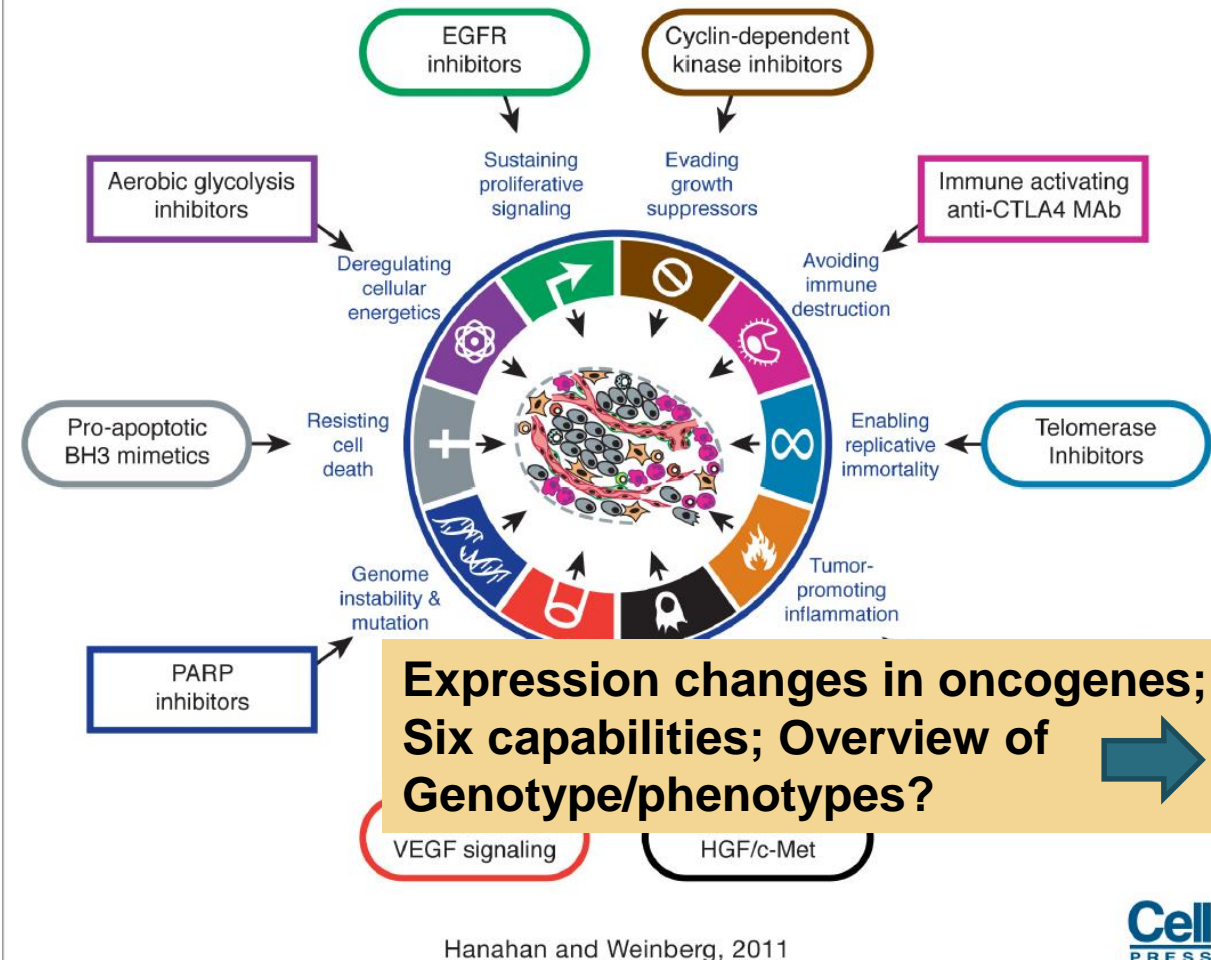 EGFR
inhibitors
Cyclin-dependent
kinase inhibitors
Aerobic glycolysis
inhibitors
Sustaining
proliferative
signaling
Evading
growth
suppressors
Immune activating
anti-CTLA4 MAb
Deregulating
cellular
energetics
Avoiding
immune
destruction
Pro-apoptotic
BH3 mimetics
Resisting
cell
death
Enabling
replicative
immortality
Telomerase
Inhibitors
Genome
instability &
mutation
Tumor-
promoting
inflammation
PARP
inhibitors
Expression changes in oncogenes;
Six capabilities; Overview of
Genotype/phenotypes?
VEGF signaling
HGF/c-Met
Hanahan and Weinberg, 2011
Cell
PRESS